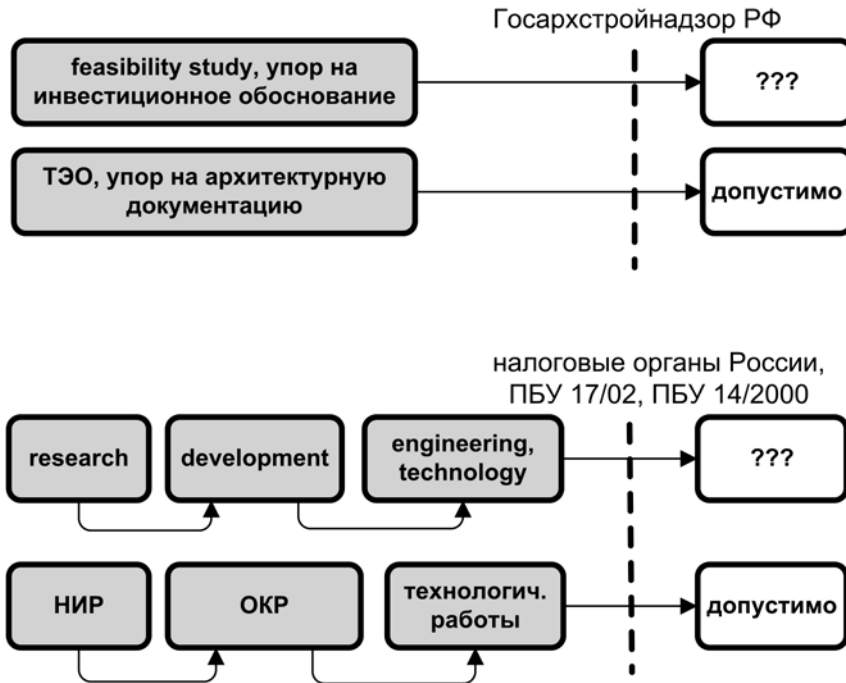 Госархстройнадзор РФ
feasibility study, упор на
инвестиционное обоснование
???
ТЭО, упор на архитектурную
документацию
допустимо
налоговые органы России,
ПБУ 17/02, ПБУ 14/2000
research
development
engineering,
technology
???
НИР
ОКР
технологич.
работы
допустимо